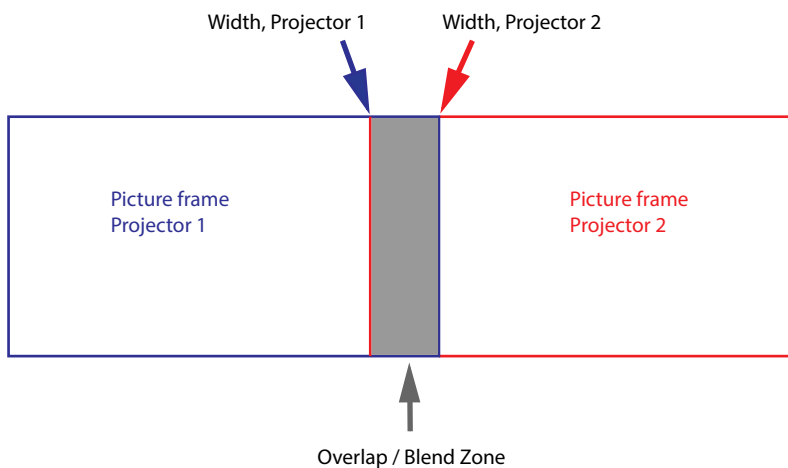 Width, Projector 1
Width, Projector 2
Picture frame
Projector 1
Picture frame
Projector 2
Overlap / Blend Zone